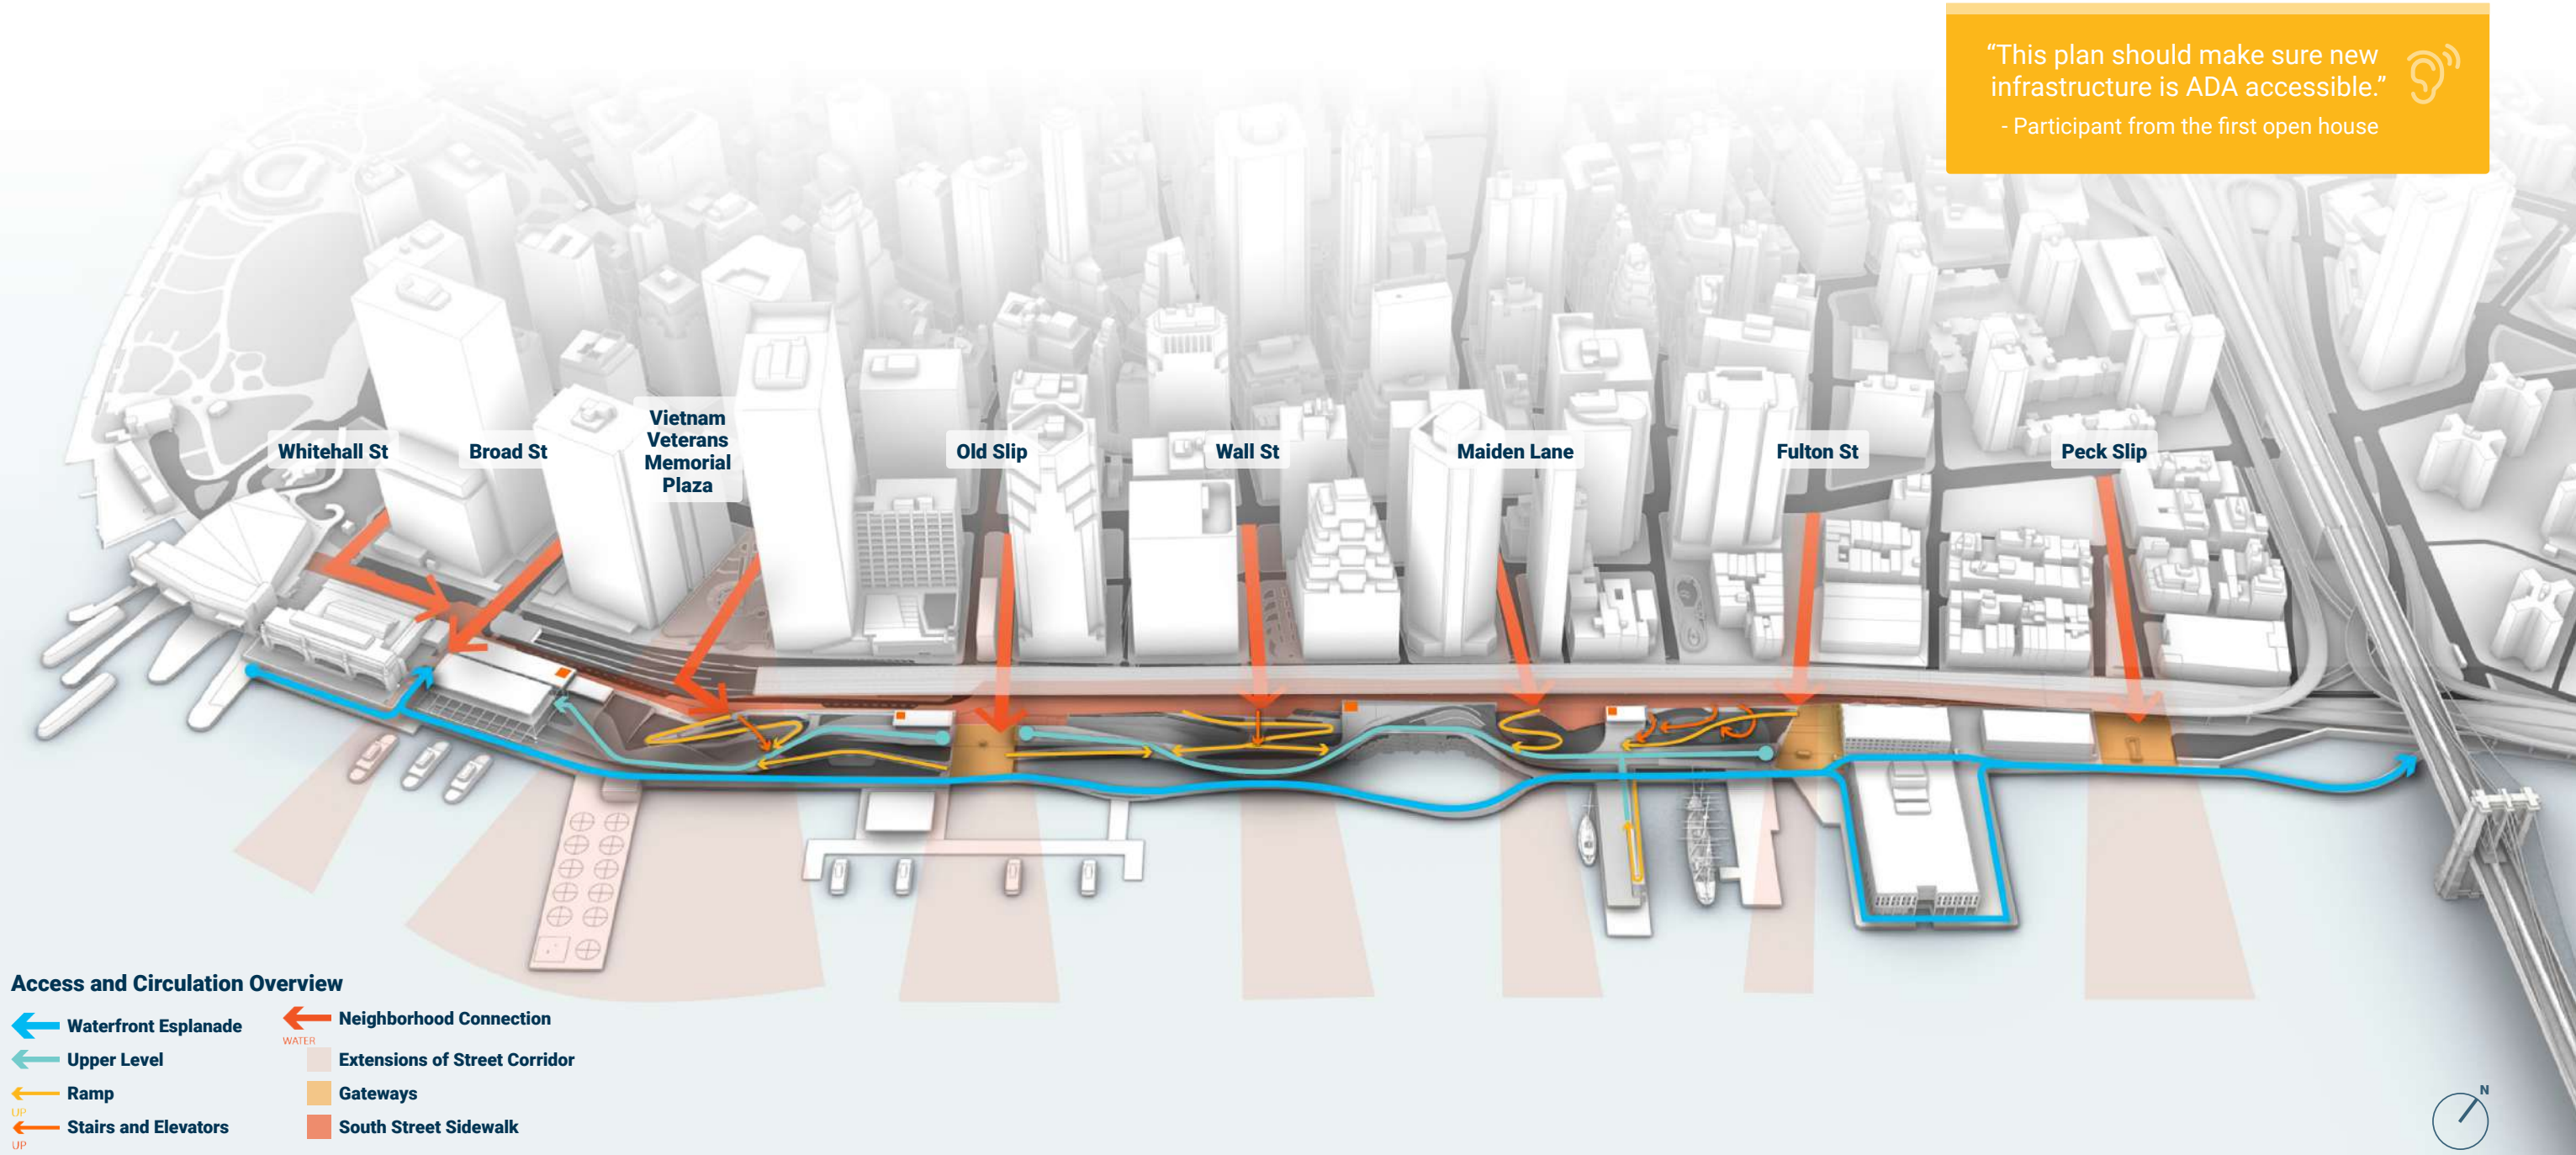 “This plan should make sure new
infrastructure is ADA accessible.”
- Participant from the first open house
Whitehall St
Broad St
Vietnam
Veterans
Memorial
Plaza
Old Slip
Wall St
Maiden Lane
Fulton St
Peck Slip
Access and Circulation Overview
Waterfront Esplanade
Upper Level
Ramp
UP
Stairs and Elevators
UP
Neighborhood Connection
WATER
Extensions of Street Corridor
Gateways
South Street Sidewalk
N